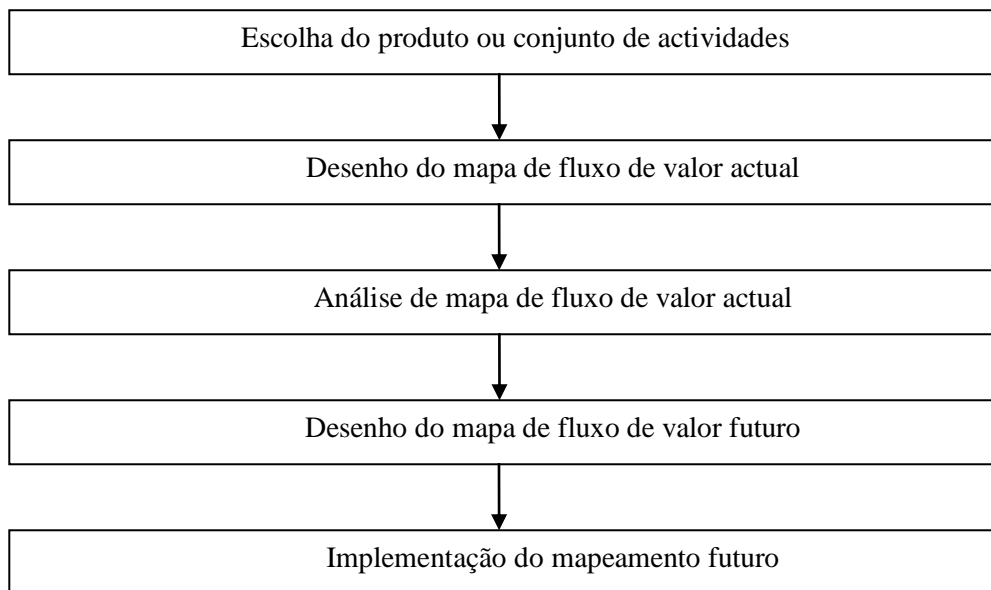 Escolha do produto ou conjunto de actividades
Desenho do mapa de fluxo de valor actual
Análise de mapa de fluxo de valor actual
Desenho do mapa de fluxo de valor futuro
Implementação do mapeamento futuro